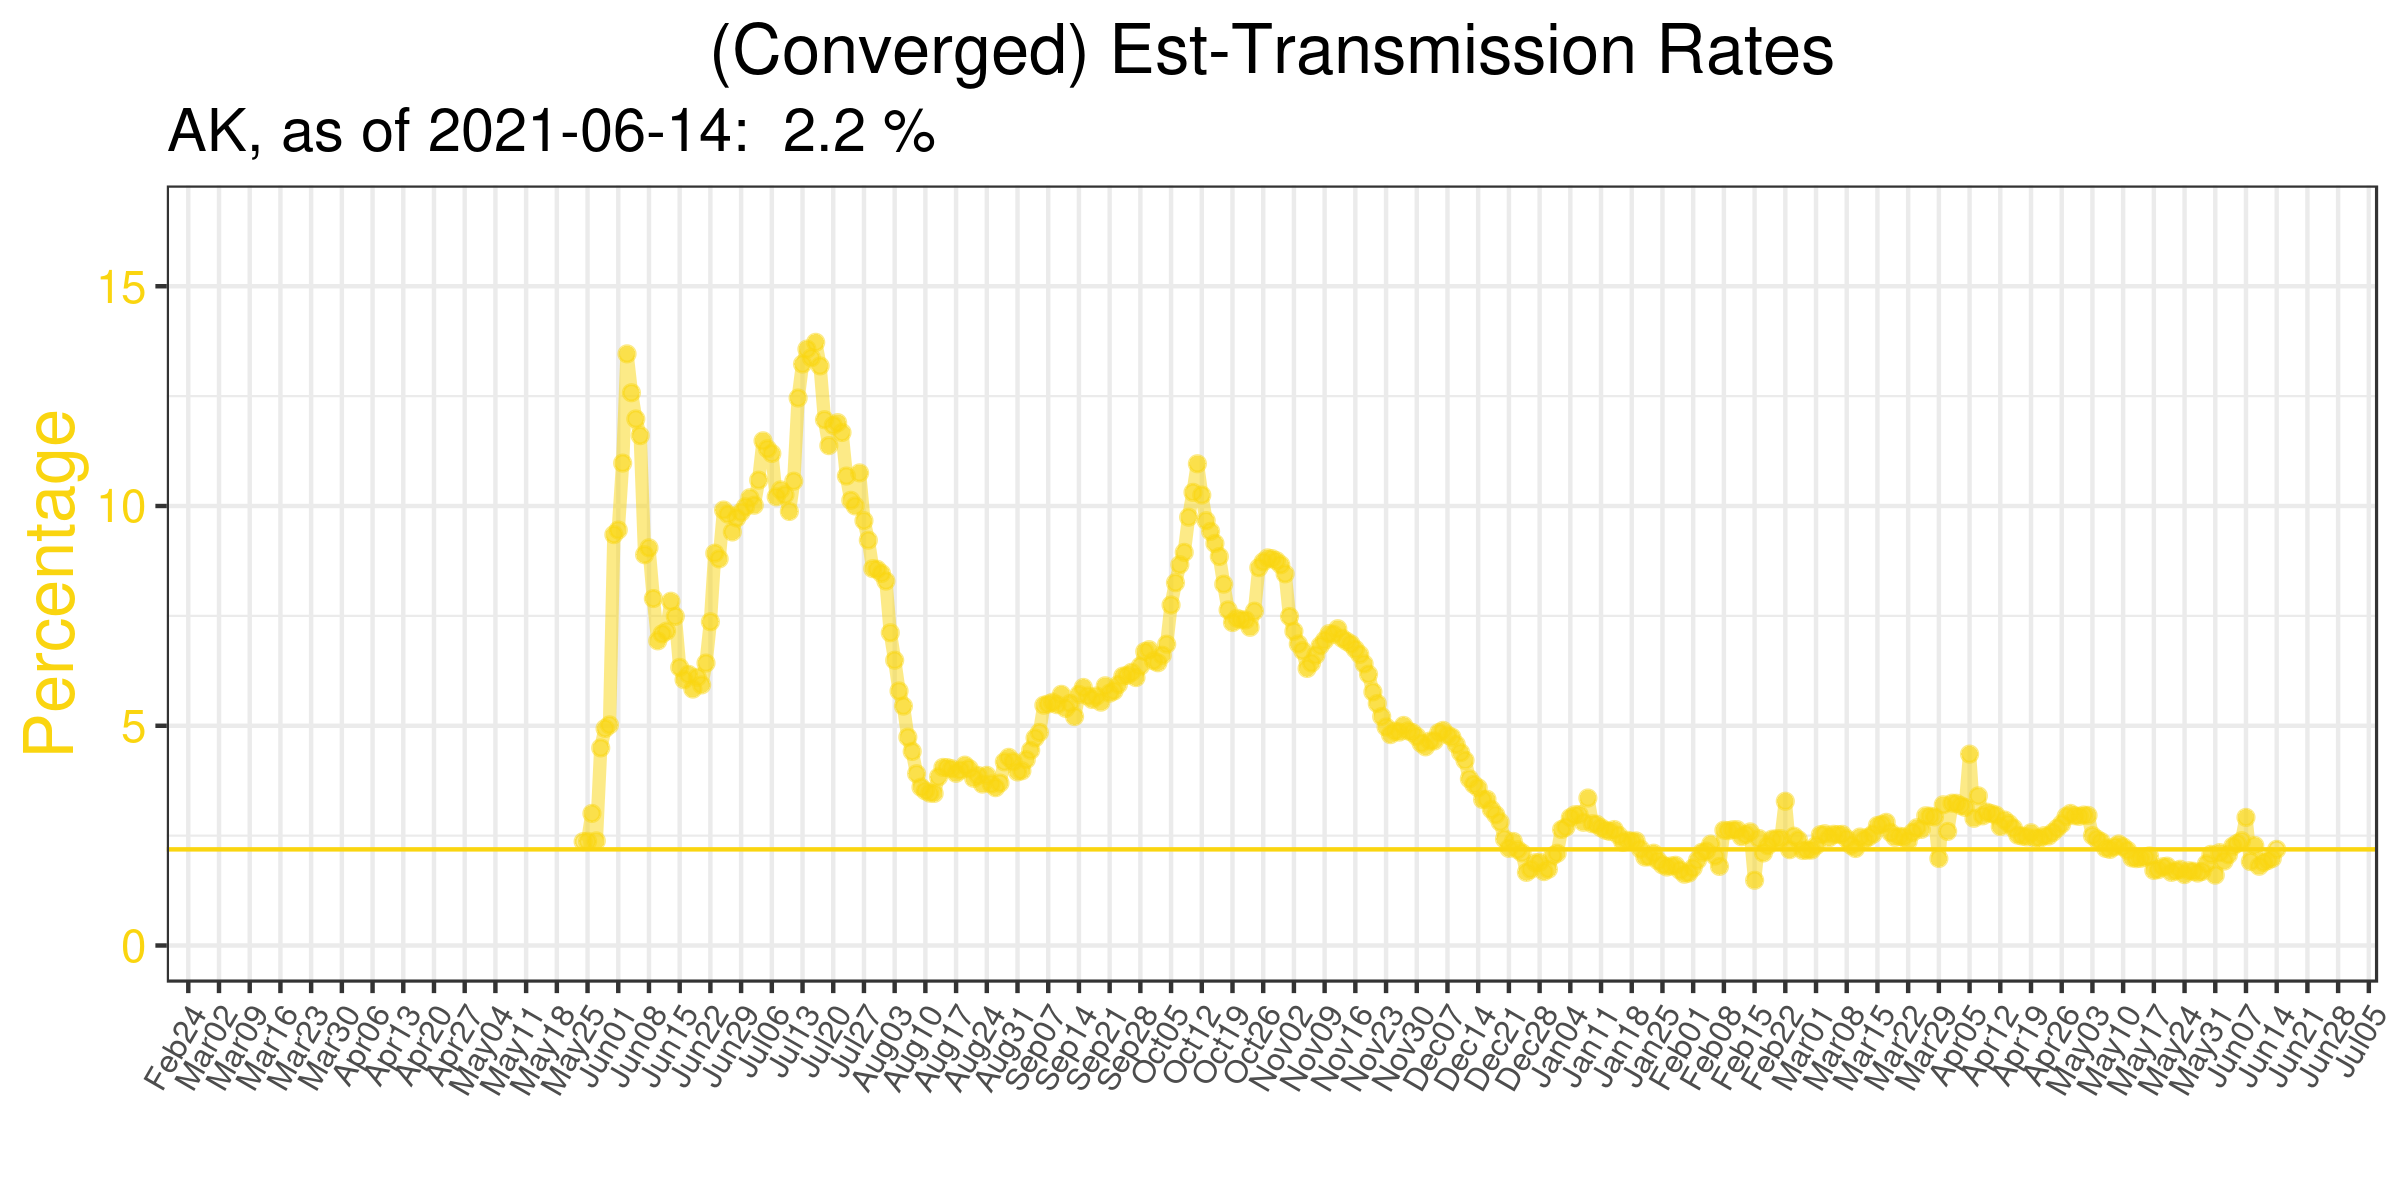 (Converged) Est-Transmission Rates
AK, as of 2021-06-14:  2.2 %
Percentage
15
10
5
0
Feb24
Mar02
Mar09
Mar16
Mar23
Mar30
Apr06
Apr13
Apr20
Apr27
May04
May11
May18
May25
Jun01
Jun08
Jun15
Jun22
Jun29
Jul06
Jul13
Jul20
Jul27
Aug03
Aug10
Aug17
Aug24
Aug31
Sep07
Sep14
Sep21
Sep28
Oct05
Oct12
Oct19
Oct26
Nov02
Nov09
Nov16
Nov23
Nov30
Dec07
Dec14
Dec21
Dec28
Jan04
Jan11
Jan18
Jan25
Feb01
Feb08
Feb15
Feb22
Mar01
Mar08
Mar15
Mar22
Mar29
Apr05
Apr12
Apr19
Apr26
May03
May10
May17
May24
May31
Jun07
Jun14
Jun21
Jun28
Jul05